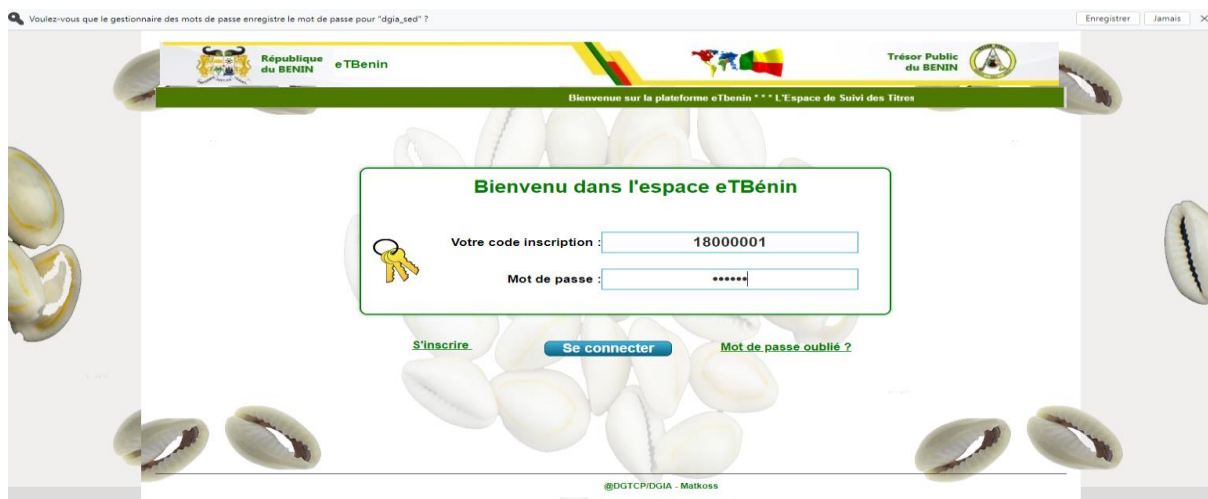 Voulez-vous que le gestionnaire des mots de passe enregistre le mot de passe pour "dgia_sed" ?
Enregistrer
Jamais
République
du BENIN
eTBenin
Trésor Public
du BENIN
Bienvenue sur la plateforme eTbenin * * * L'Espace de Suivi des Titres
Bienvenu dans l'espace eTBénin
Votre code inscription : 18000001
Mot de passe : ••••••
S'inscrire
Se connecter
Mot de passe oublié ?
@DGTCP/DGIA - Matkoss